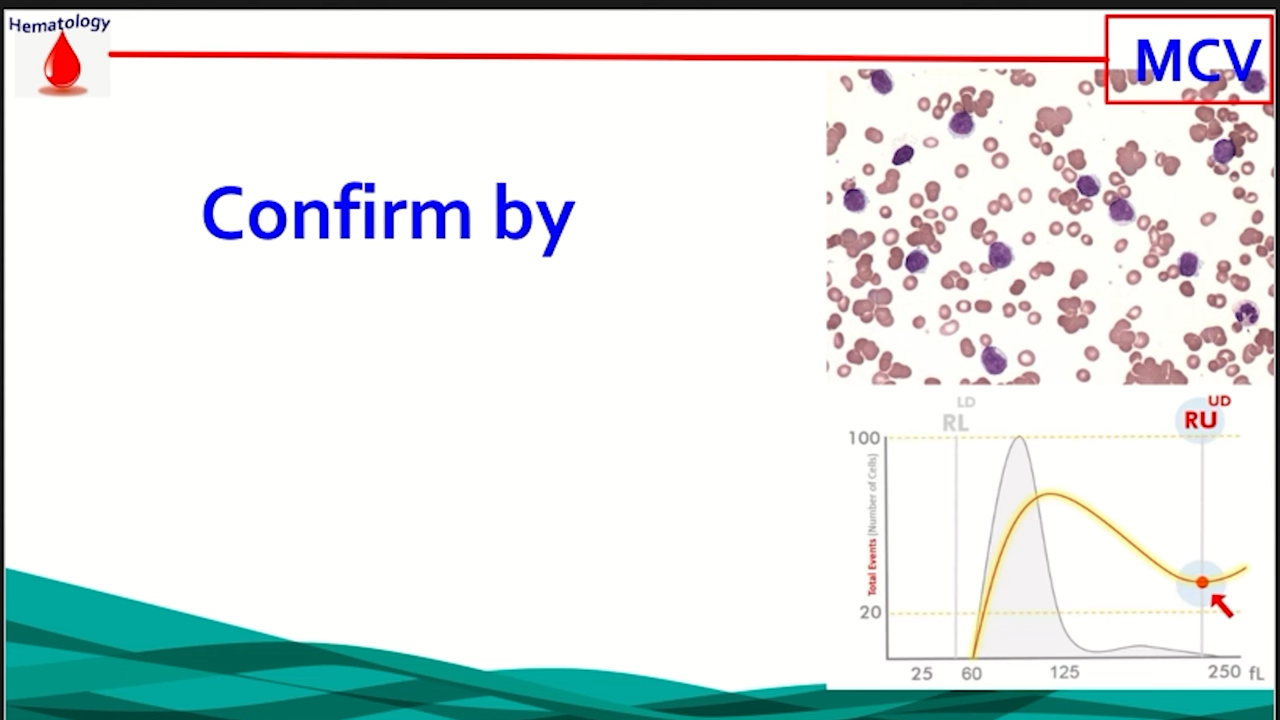 Hematology
MCV
Confirm by
LD
RL
UD
RU
100
Total Events (Number of Cells)
20
25 60 125 250 fL